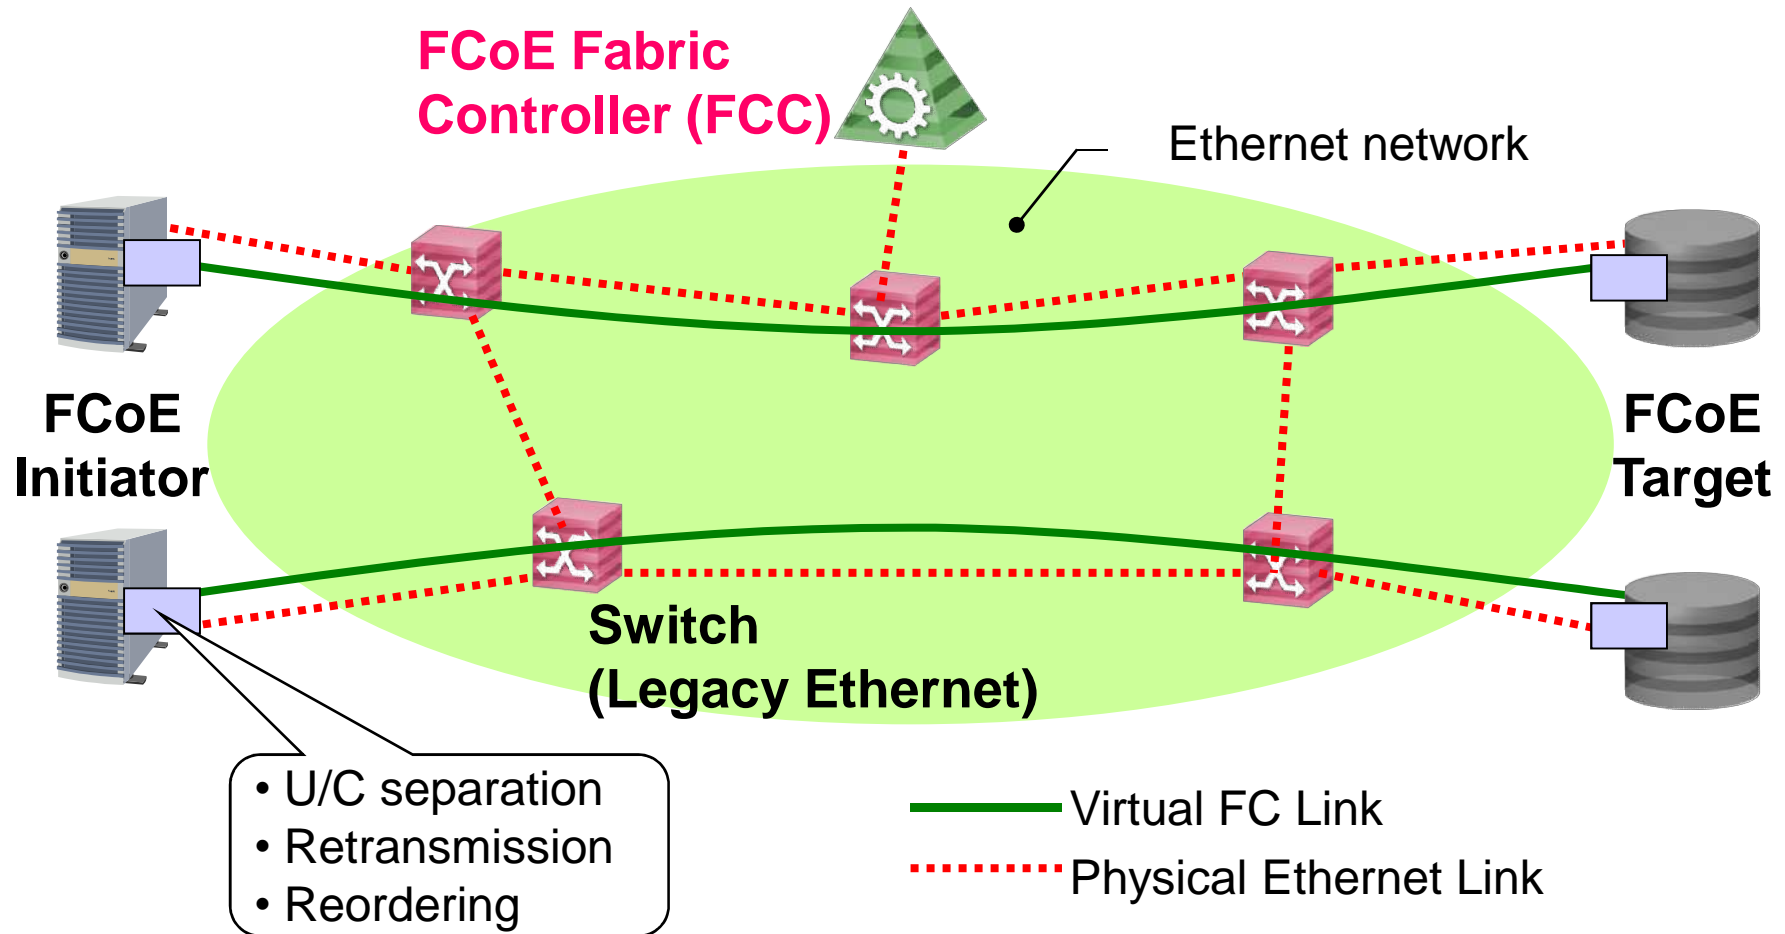 FCoE Fabric
Controller (FCC)
Ethernet network
FCoE
Initiator
FCoE
Target
Switch
(Legacy Ethernet)
• U/C separation
• Retransmission
• Reordering
Virtual FC Link
Physical Ethernet Link